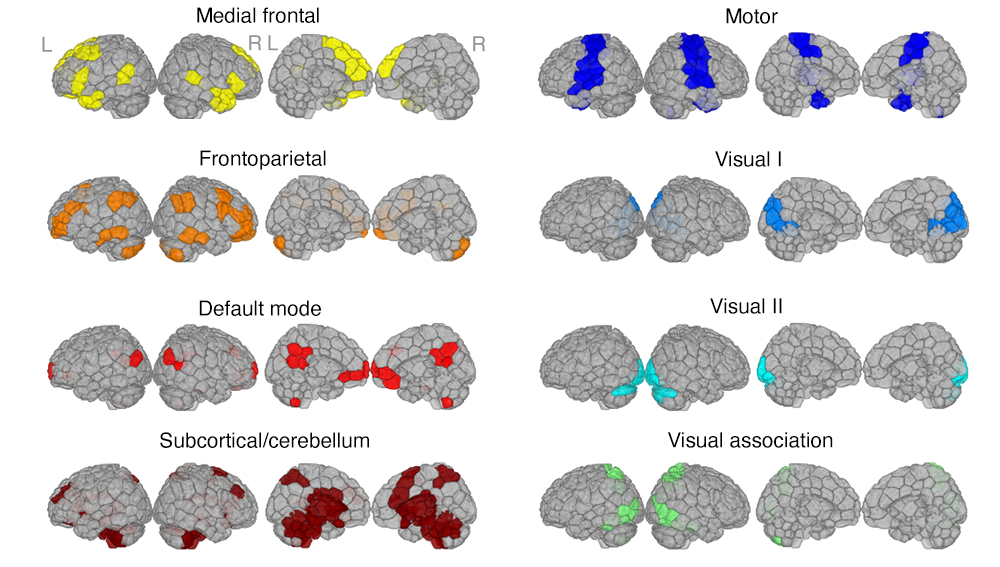 Medial frontal
L
R
L
R
Motor
Frontoparietal
Visual I
Default mode
Visual II
Subcortical/cerebellum
Visual association